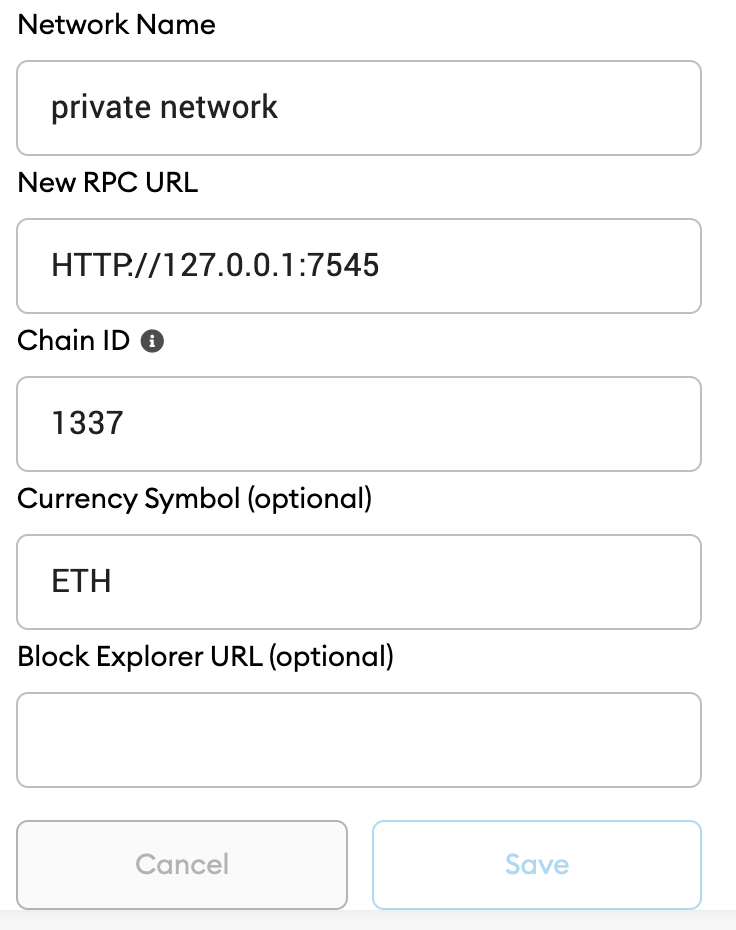 Network Name
private network
New RPC URL
HTTP://127.0.0.1:7545
Chain ID
1337
Currency Symbol (optional)
ETH
Block Explorer URL (optional)
Cancel Save